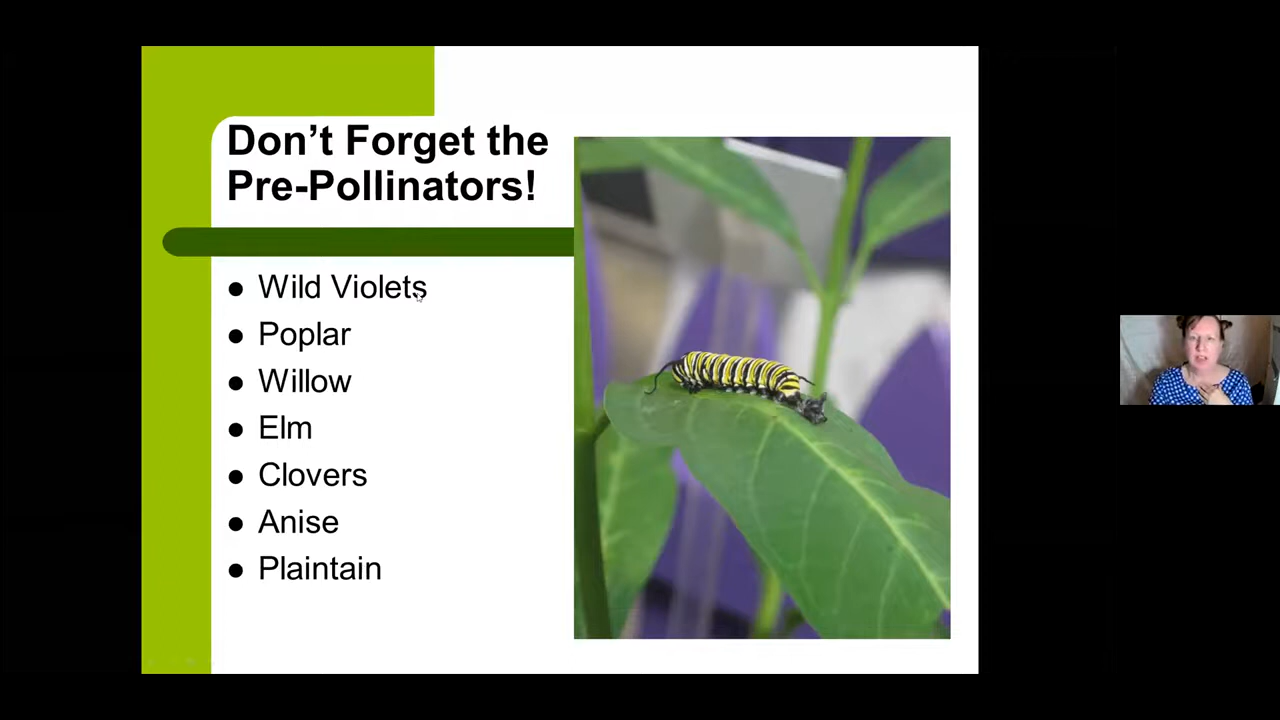 Don't Forget the
Pre-Pollinators!
● Wild Violets
● Poplar
● Willow
● Elm
● Clovers
● Anise
● Plaintain